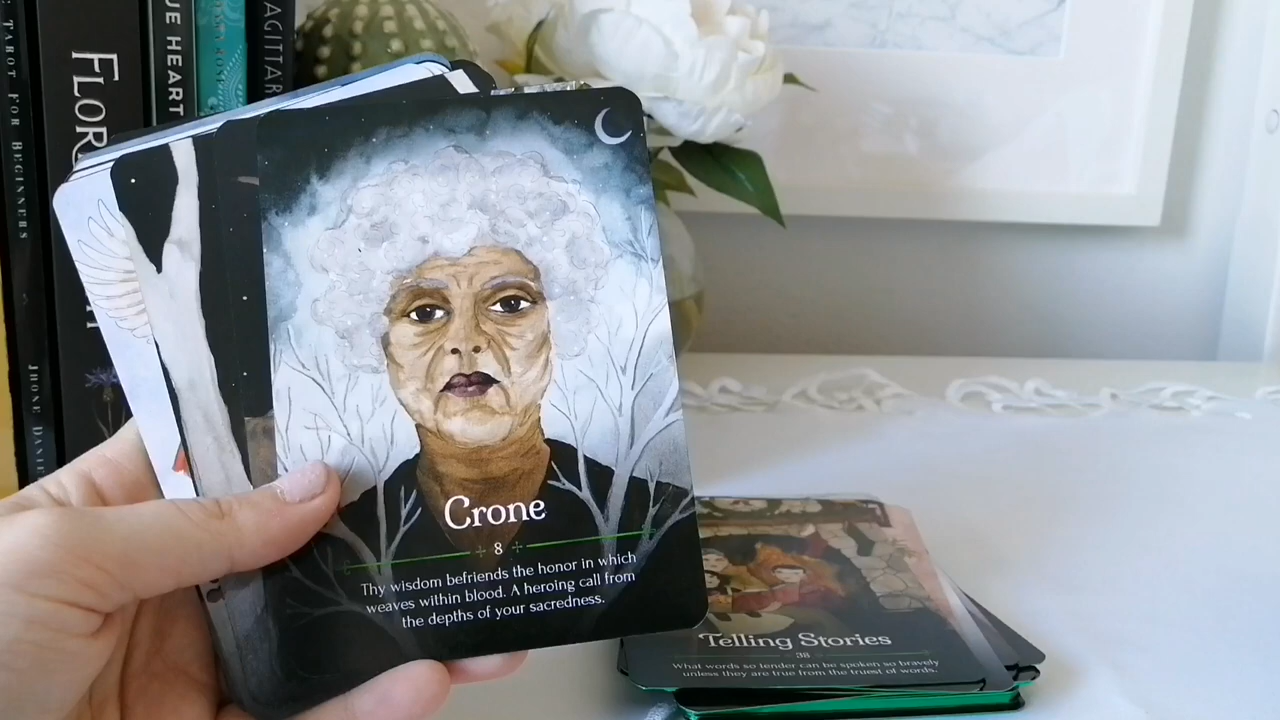 TAROT FOR BEGINNERS
FLOR
UE HEART
AGITTAR
Crone
8
Thy wisdom befriends the honor in which
weaves within blood. A heroing call from
the depths of your sacredness.
Telling Stories
38
What words so tender can be spoken so bravely
unless they are true from the truest of words.